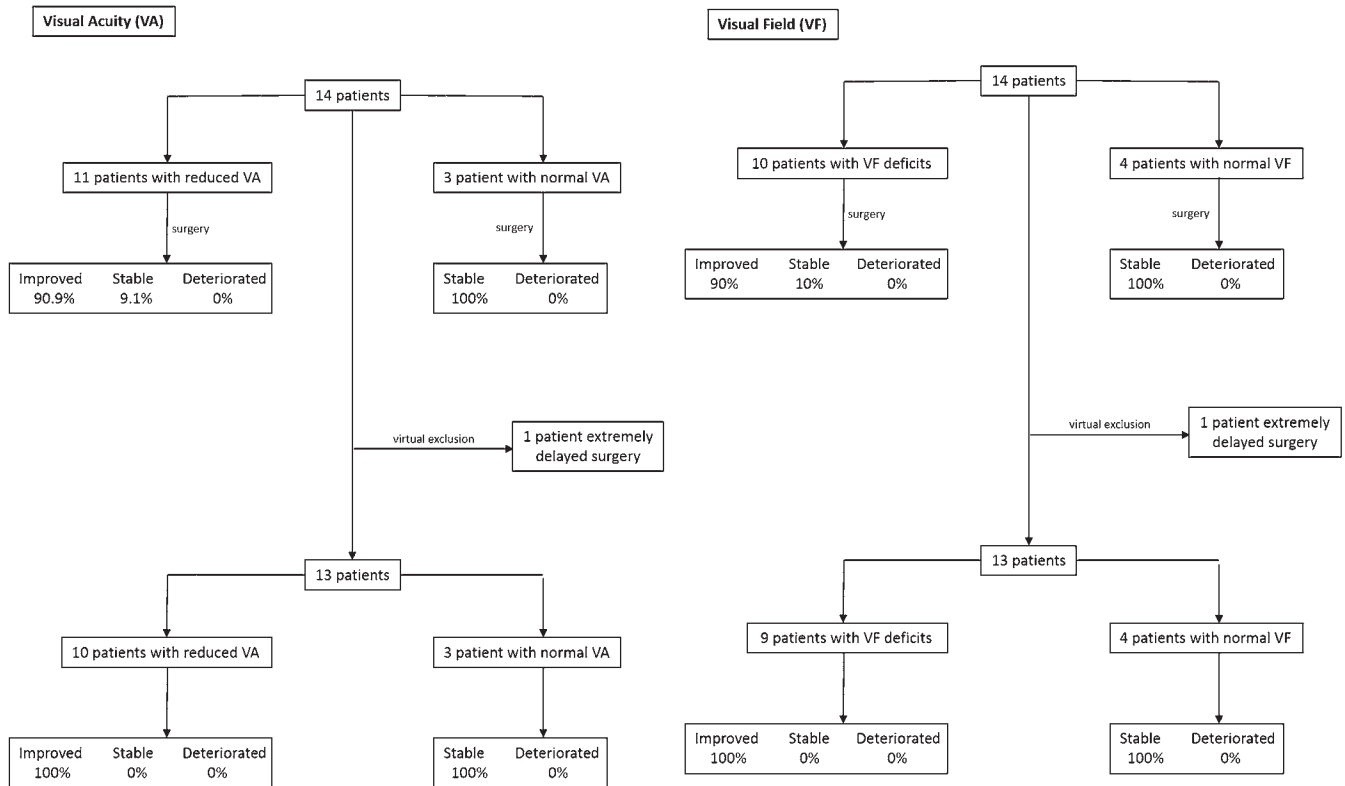 Visual Acuity (VA)
14 patients
11 patients with reduced VA
3 patient with normal VA
surgery
surgery
Improved Stable Deteriorated
90.9% 9.1% 0%
Stable Deteriorated
100% 0%
virtual exclusion
1 patient extremely
delayed surgery
13 patients
10 patients with reduced VA
3 patient with normal VA
Improved Stable Deteriorated
100% 0% 0%
Stable Deteriorated
100% 0%
Visual Field (VF)
14 patients
10 patients with VF deficits
4 patients with normal VF
surgery
surgery
Improved Stable Deteriorated
90% 10% 0%
Stable Deteriorated
100% 0%
virtual exclusion
1 patient extremely
delayed surgery
13 patients
9 patients with VF deficits
4 patients with normal VF
Improved Stable Deteriorated
100% 0% 0%
Stable Deteriorated
100% 0%